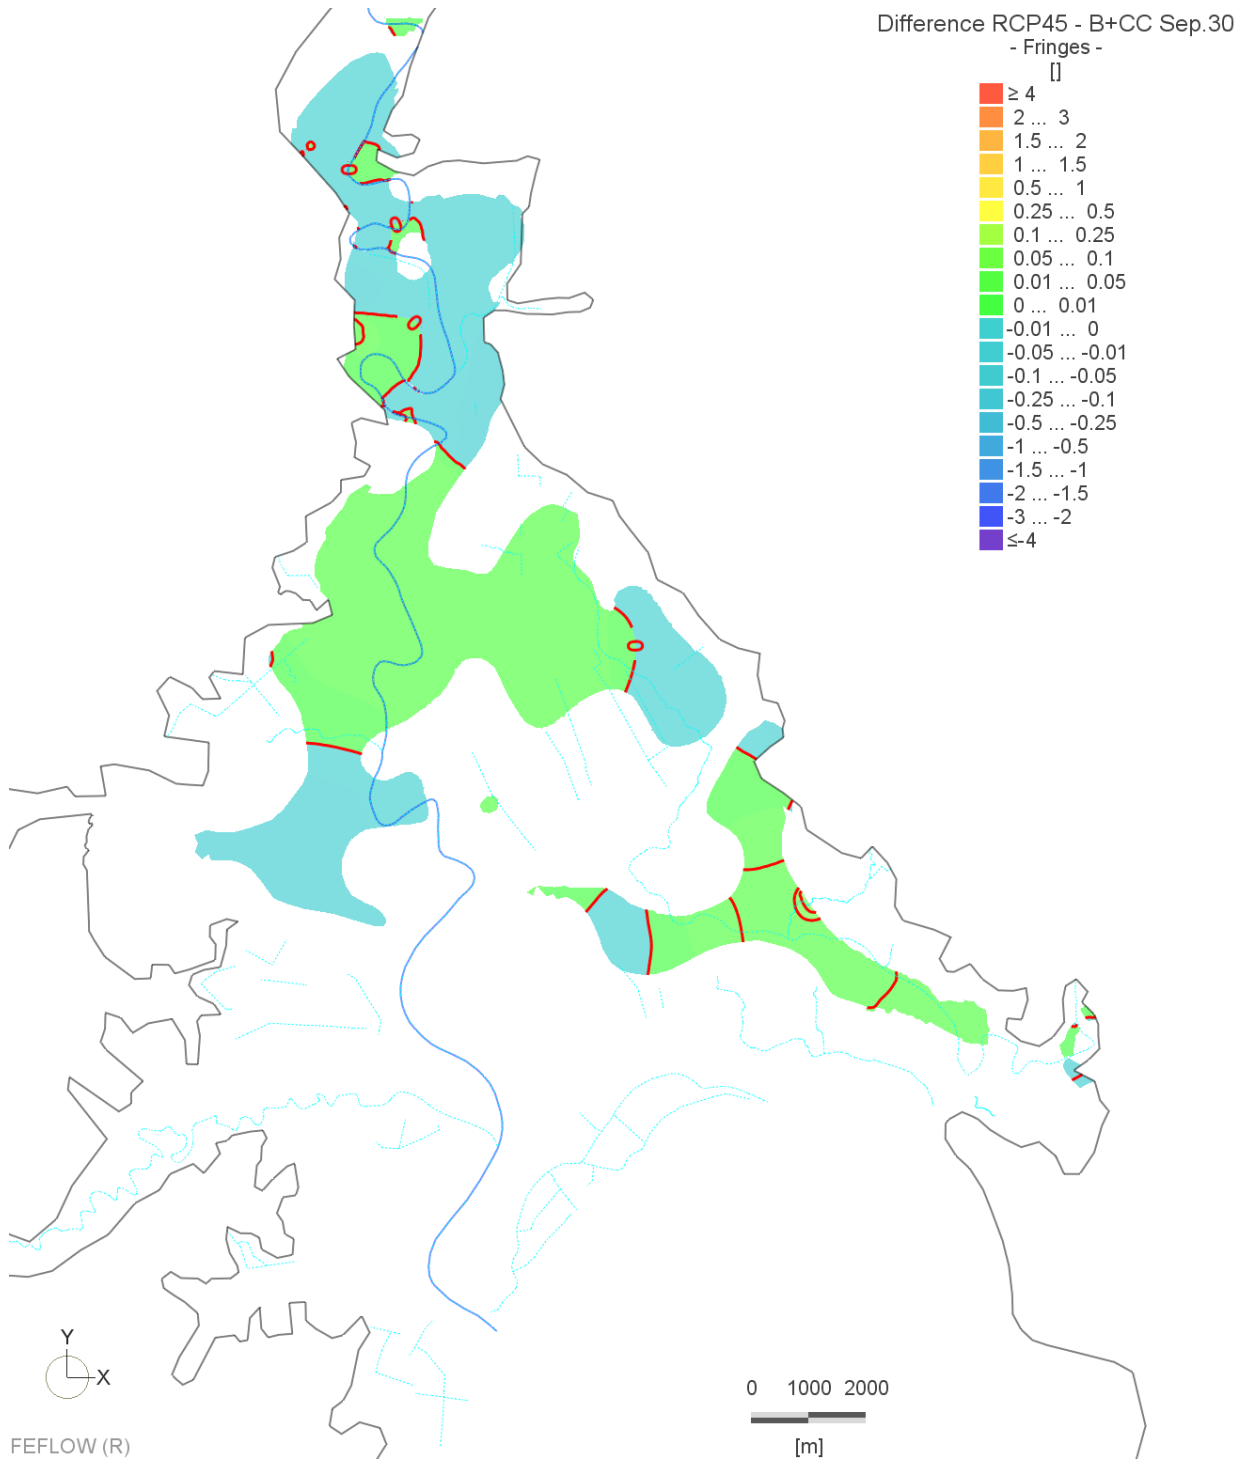 Difference RCP45 - B+CC Sep.30
- Fringes -
[]
≥ 4
2 ... 3
1.5 ... 2
1 ... 1.5
0.5 ... 1
0.25 ... 0.5
0.1 ... 0.25
0.05 ... 0.1
0.01 ... 0.05
0 ... 0.01
-0.01 ... 0
-0.05 ... -0.01
-0.1 ... -0.05
-0.25 ... -0.1
-0.5 ... -0.25
-1 ... -0.5
-1.5 ... -1
-2 ... -1.5
-3 ... -2
≤-4
0
0
0
0
0
Y
X
0 1000 2000
[m]
FEFLOW (R)